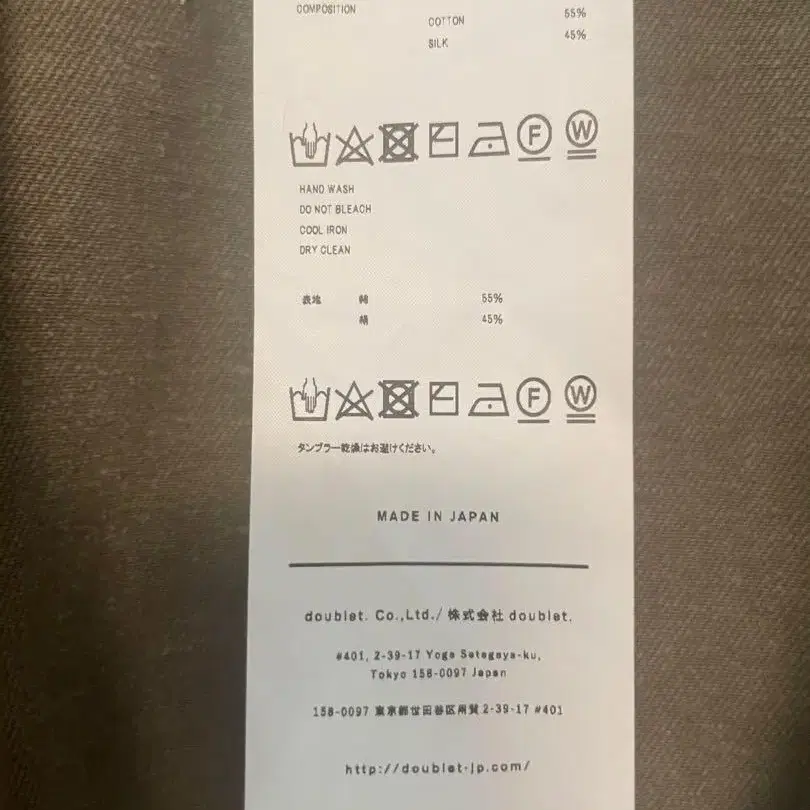 COMPOSITION
COTTON 55%
SILK 45%
F W
HAND WASH
DO NOT BLEACH
COOL IRON
DRY CLEAN
表地 綿 55%
絹 45%
F W
タンブラー乾燥はお避けください。
MADE IN JAPAN
doublet. Co.,Ltd./ 株式会社 doublet.
#401, 2-39-17 Yoga Setagaya-ku,
Tokyo 158-0097 Japan
158-0097 東京都世田谷区用賀 2-39-17 #401
http://doublet-jp.com/